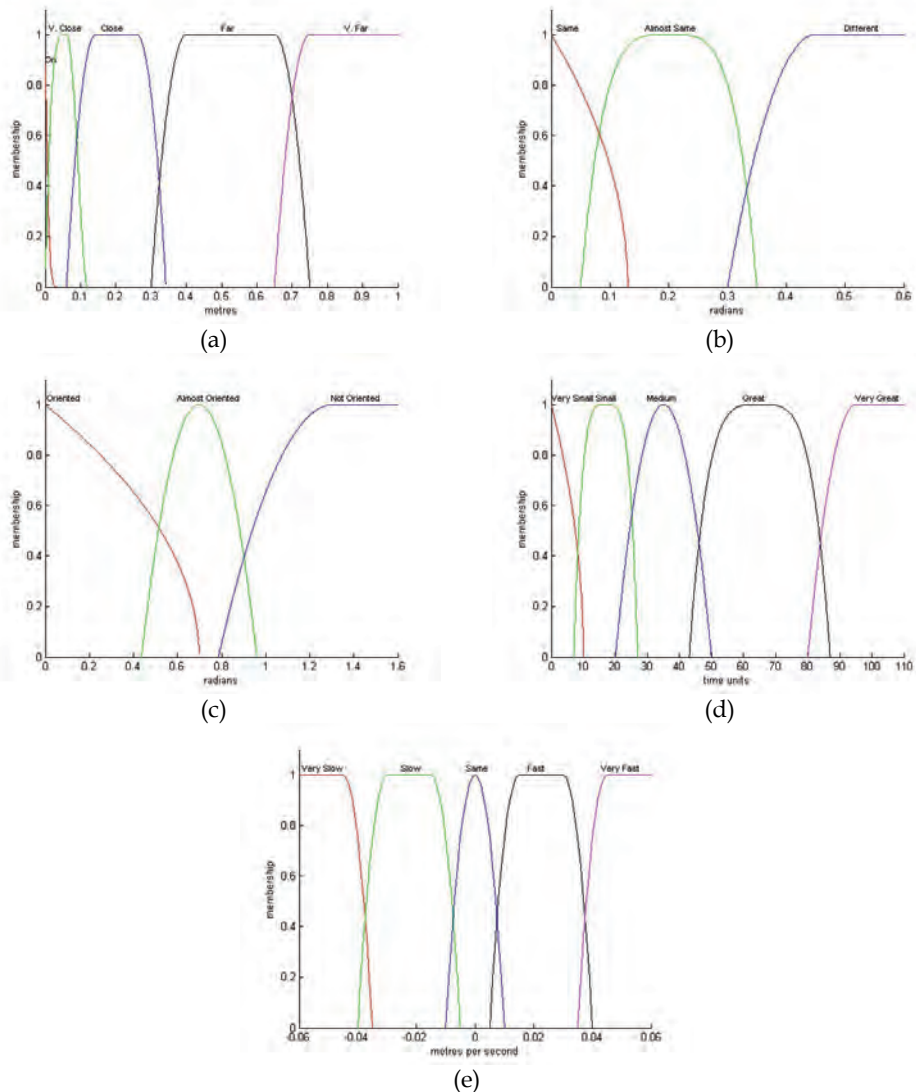 V. Close Close Far V. Far
1
On
0.8
0.6
membership
0.4
0.2
0
0 0.1 0.2 0.3 0.4 0.5 0.6 0.7 0.8 0.9 1
metres
(a)
Same Almost Same Different
1
0.8
0.6
membership
0.4
0.2
0
0 0.1 0.2 0.3 0.4 0.5 0.6
radians
(b)
Oriented Almost Oriented Not Oriented
1
0.8
0.6
membership
0.4
0.2
0
0 0.2 0.4 0.6 0.8 1.0 1.2 1.4 1.6
radians
(c)
Very Small Small Medium Great Very Great
1
0.8
0.6
membership
0.4
0.2
0
0 10 20 30 40 50 60 70 80 90 100 110
time units
(d)
Very Slow Slow Same Fast Very Fast
1
0.8
0.6
membership
0.4
0.2
0
-0.06 -0.04 -0.02 0 0.02 0.04 0.06
metres per second
(e)